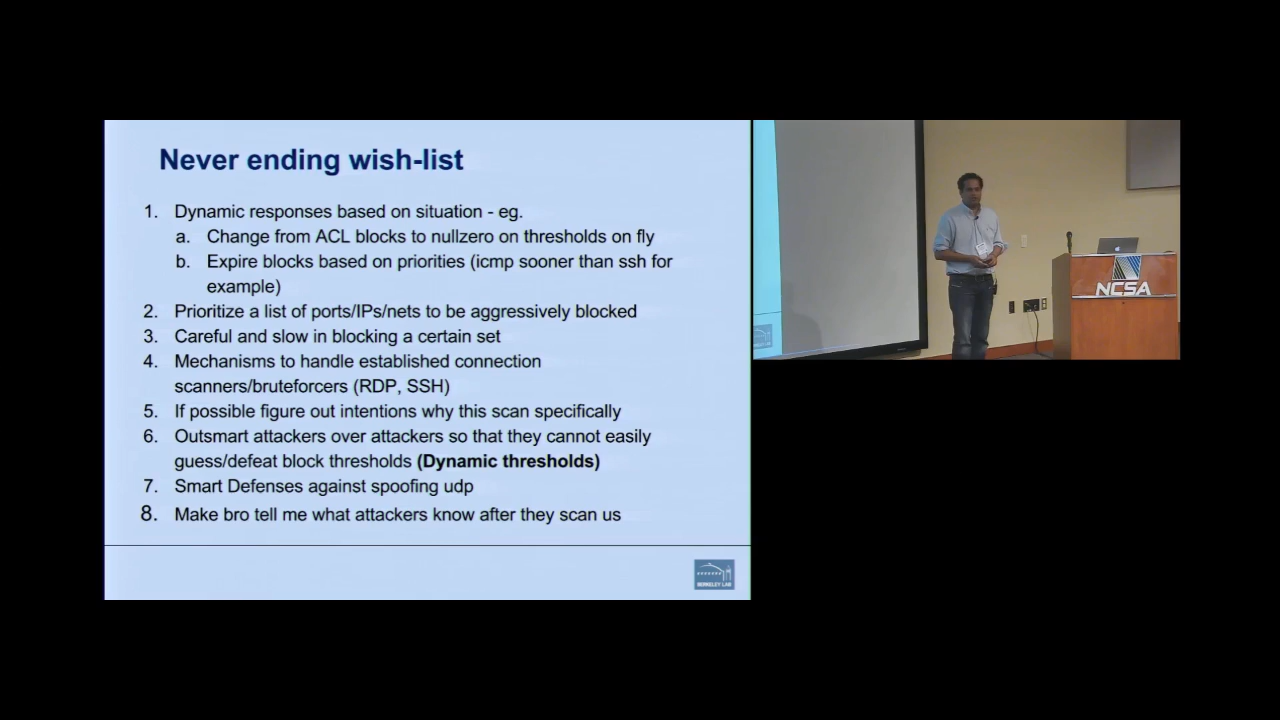 Never ending wish-list
1. Dynamic responses based on situation - eg.
a. Change from ACL blocks to nullzero on thresholds on fly
b. Expire blocks based on priorities (icmp sooner than ssh for
example)
2. Prioritize a list of ports/IPs/nets to be aggressively blocked
3. Careful and slow in blocking a certain set
4. Mechanisms to handle established connection
scanners/bruteforcers (RDP, SSH)
5. If possible figure out intentions why this scan specifically
6. Outsmart attackers over attackers so that they cannot easily
guess/defeat block thresholds (Dynamic thresholds)
7. Smart Defenses against spoofing udp
8. Make bro tell me what attackers know after they scan us
BERKELEY LAB
NCSA